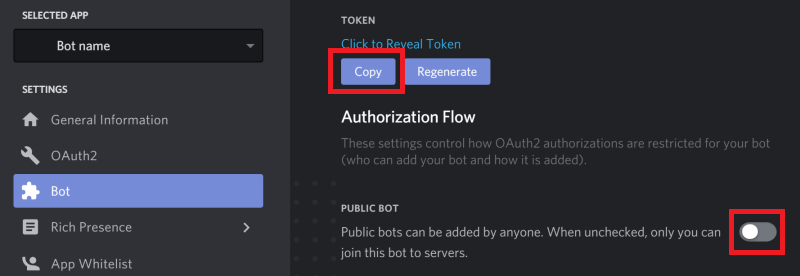 SELECTED APP
Bot name
SETTINGS
General Information
OAuth2
Bot
Rich Presence
App Whitelist
TOKEN
Click to Reveal Token
Copy
Regenerate
Authorization Flow
These settings control how OAuth2 authorizations are restricted for your bot
(who can add your bot and how it is added).
PUBLIC BOT
Public bots can be added by anyone. When unchecked, only you can
join this bot to servers.